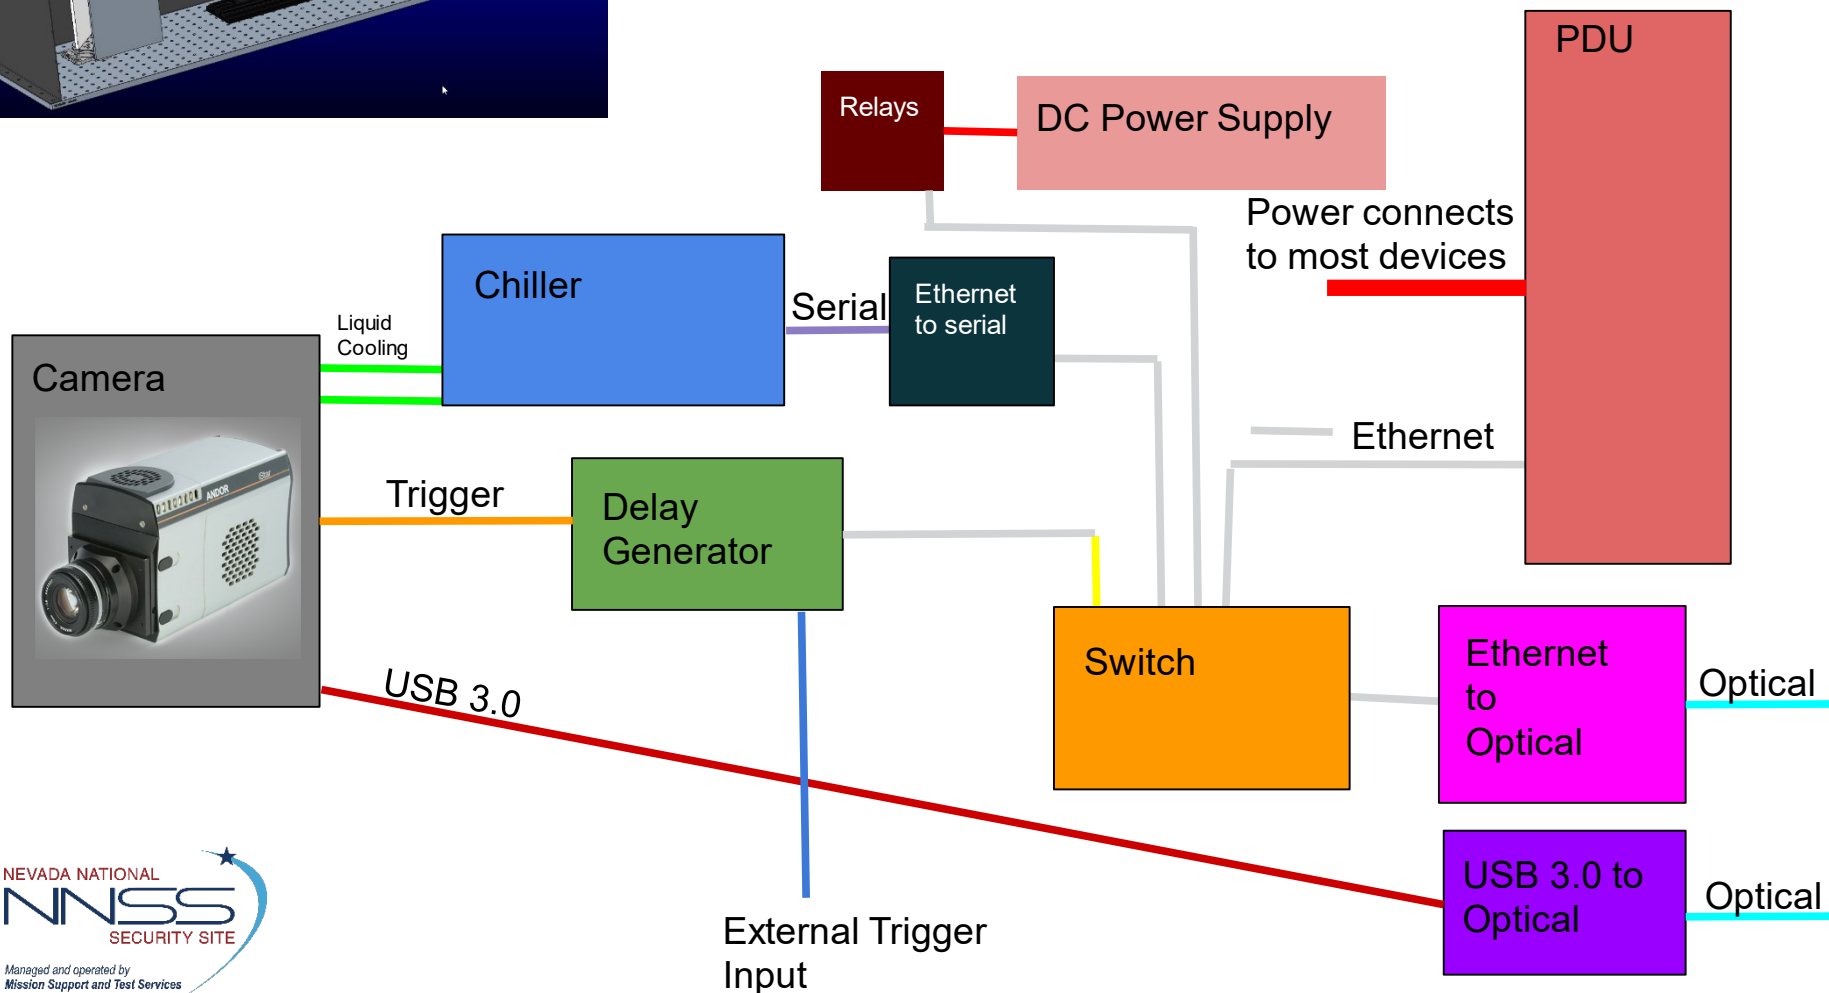 PDU
Relays
DC Power Supply
Power connects
to most devices
Chiller
Serial
Ethernet
to serial
Liquid
Cooling
Camera
ANDOR
iStar
Ethernet
Trigger
Delay
Generator
Switch
Ethernet
to
Optical
Optical
USB 3.0
USB 3.0 to
Optical
Optical
External Trigger
Input
NEVADA NATIONAL
NNSS
SECURITY SITE
Managed and operated by
Mission Support and Test Services